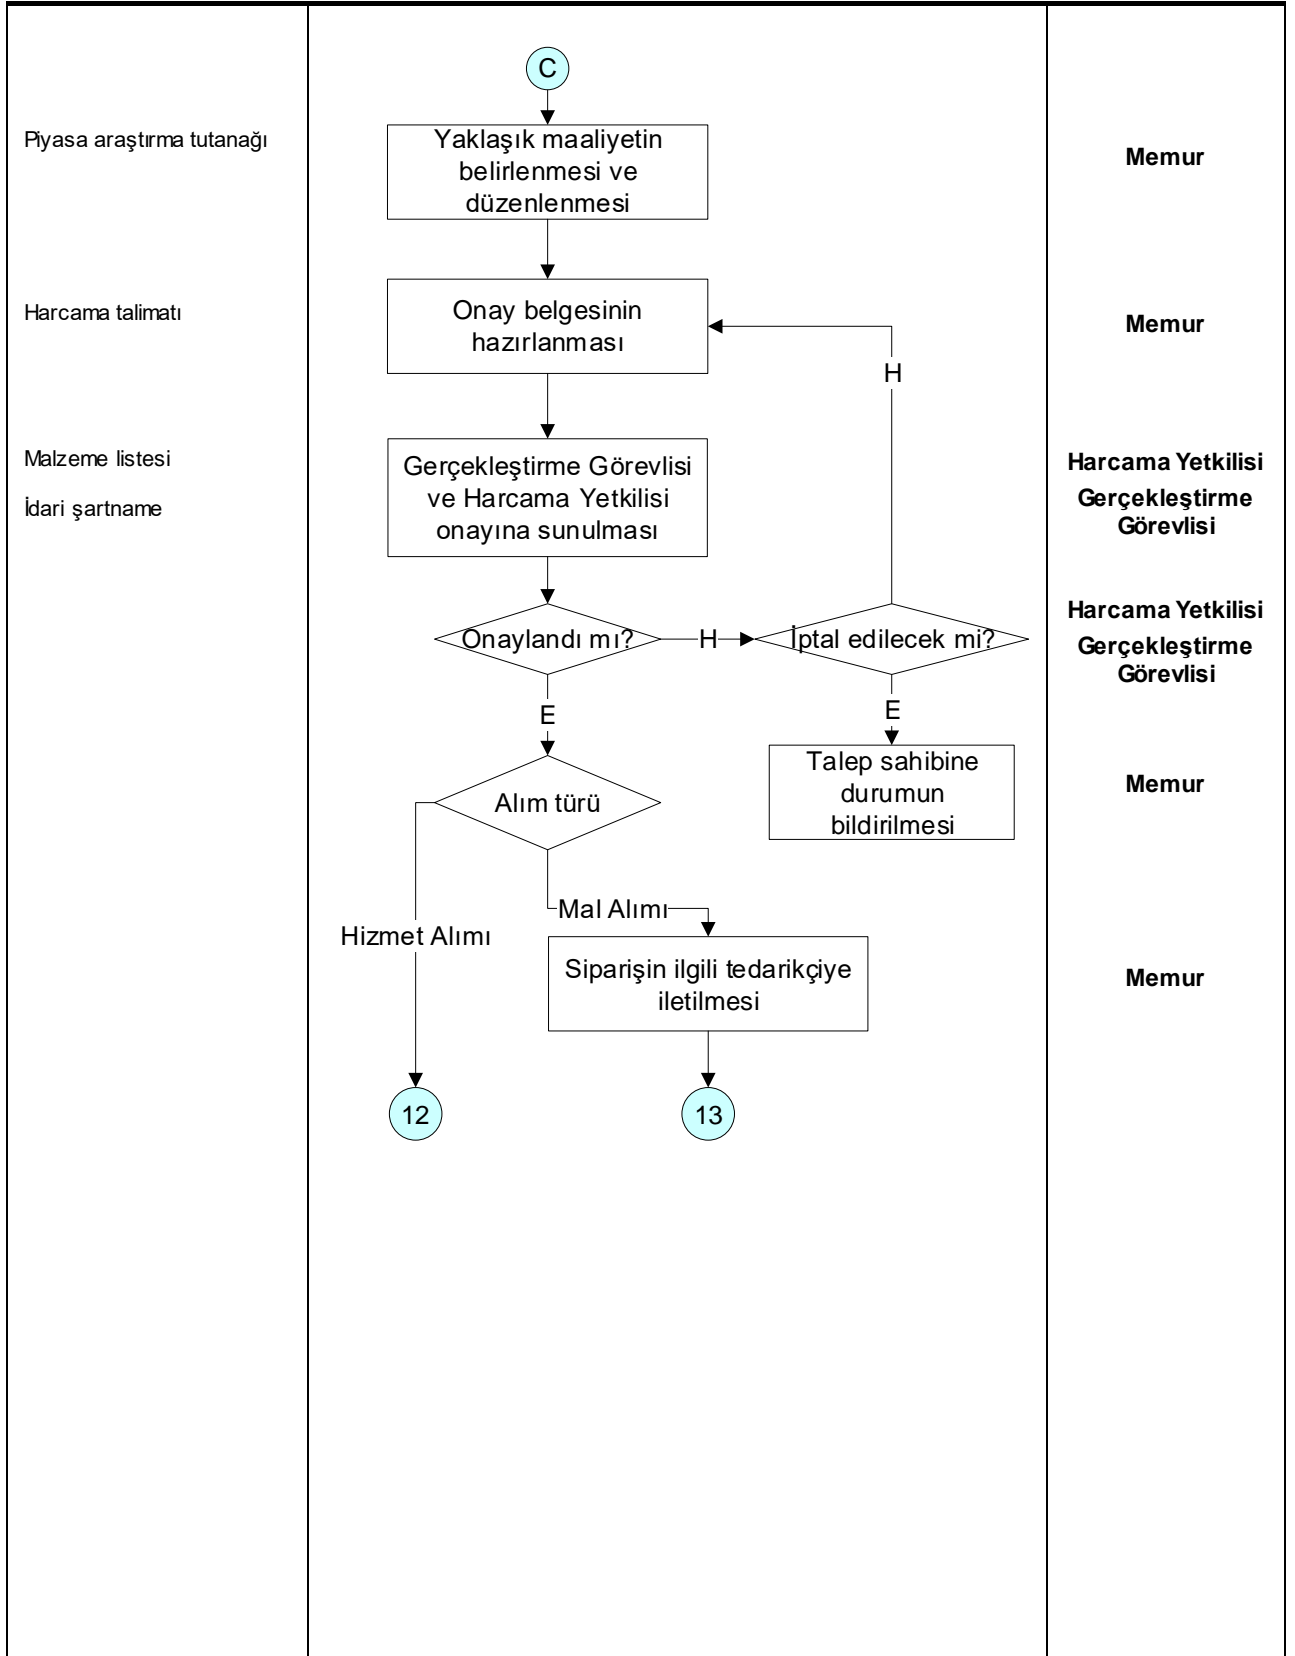 C
Piyasa araştırma tutanağı
Yaklaşık maaliyetin
belirlenmesi ve
düzenlenmesi
Memur
Harcama talimatı
Onay belgesinin
hazırlanması
Memur
H
Malzeme listesi
İdari şartname
Gerçekleştirme Görevlisi
ve Harcama Yetkilisi
onayına sunulması
Harcama Yetkilisi
Gerçekleştirme
Görevlisi
Onaylandı mı?
H
İptal edilecek mi?
Harcama Yetkilisi
Gerçekleştirme
Görevlisi
E
E
Alım türü
Talep sahibine
durumun
bildirilmesi
Memur
Mal Alımı
Hizmet Alımı
Siparişin ilgili tedarikçiye
iletilmesi
Memur
12
13